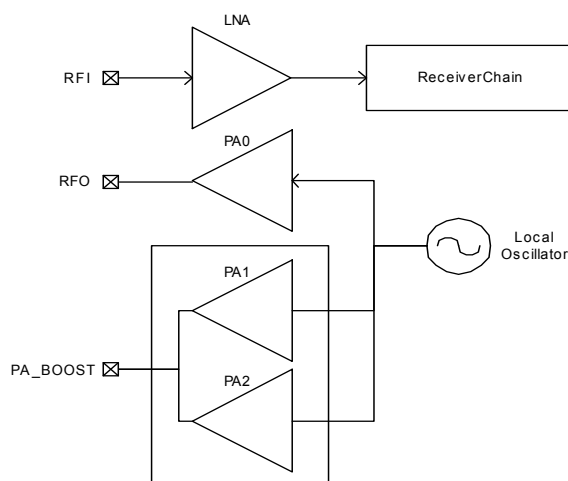 LNA
RFI
ReceiverChain
PA0
RFO
Local
Oscillator
PA1
PA_BOOST
PA2